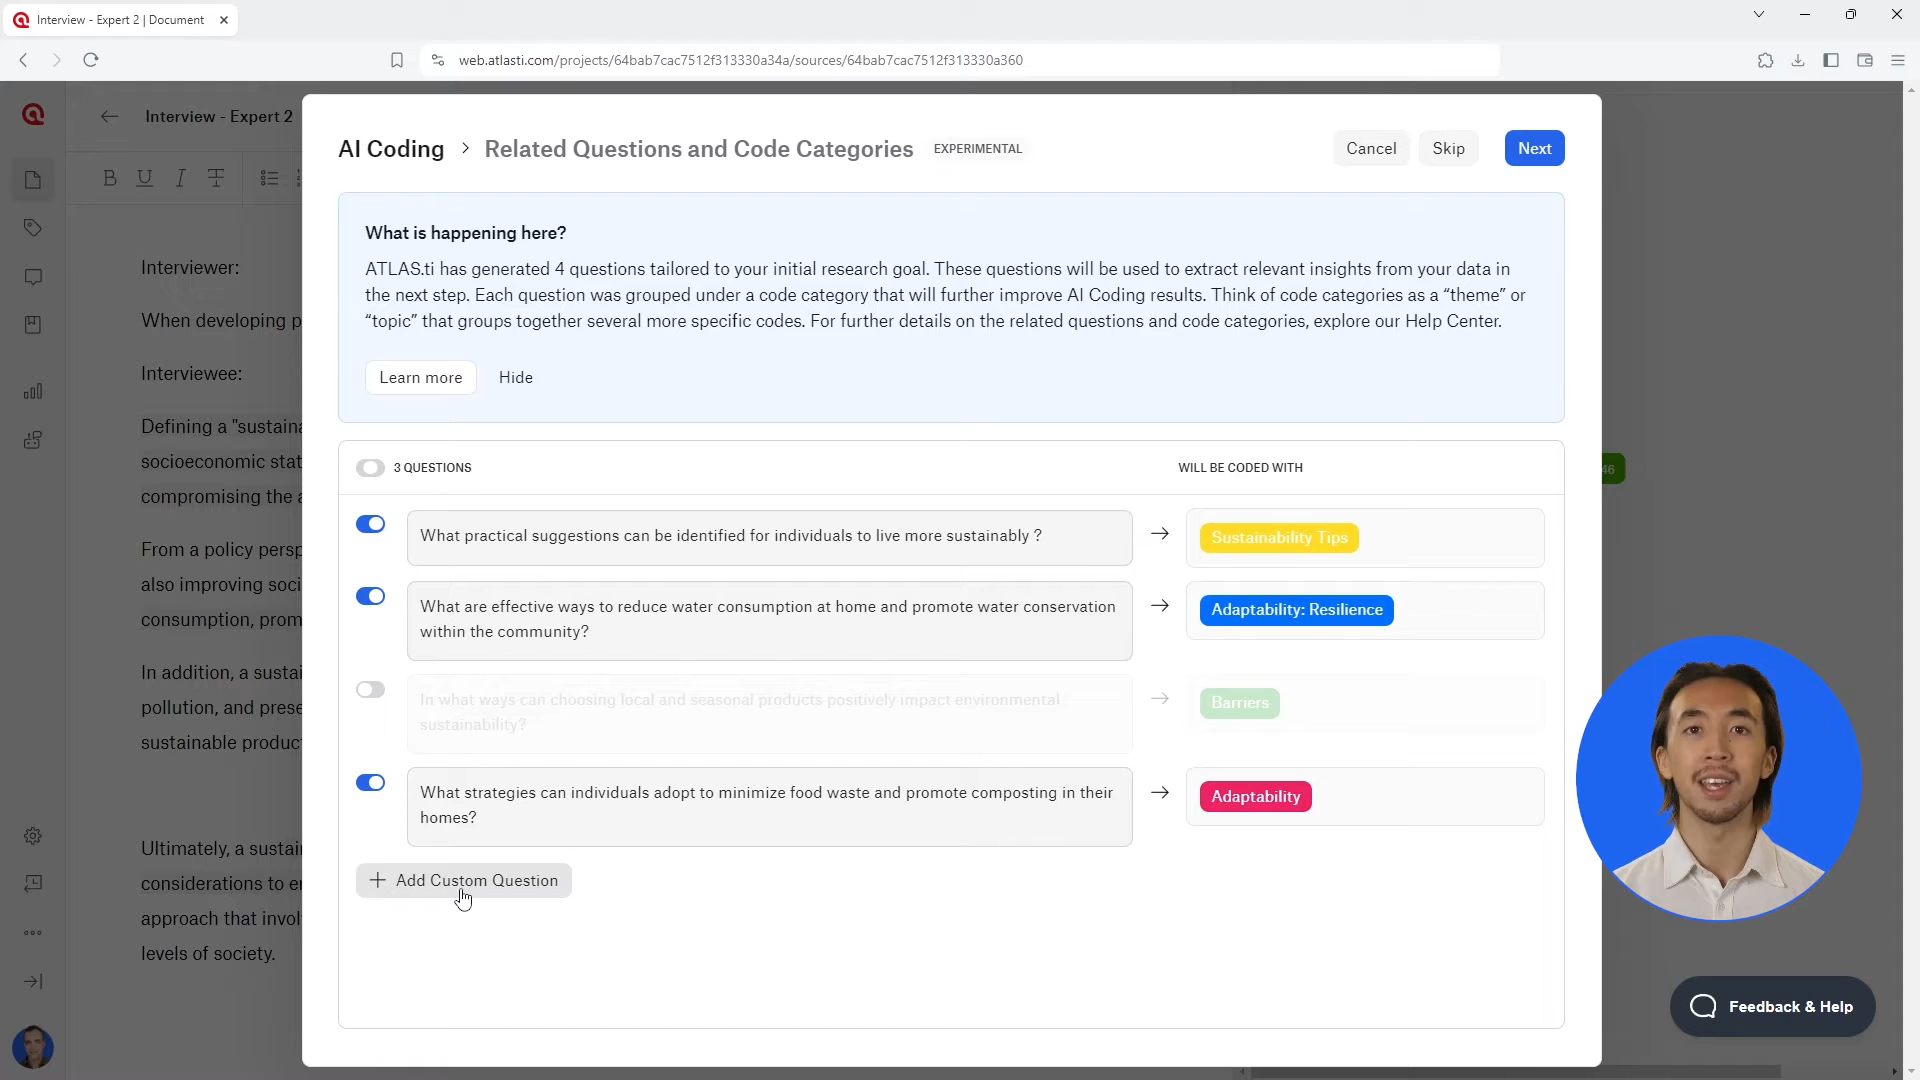 Interview - Expert 2 | Document
web.atlasti.com/projects/64bab7cac7512f313330a34a/sources/64bab7cac7512f313330a360
Interview - Expert 2
B U I T
Interviewer:
When developing p
Interviewee:
Defining a "sustaina
socioeconomic stat
compromising the a
From a policy persp
also improving soci
consumption, prom
In addition, a sustai
pollution, and prese
sustainable produc
Ultimately, a sustai
considerations to e
approach that invol
levels of society.
AI Coding > Related Questions and Code Categories EXPERIMENTAL
Cancel Skip Next
What is happening here?
ATLAS.ti has generated 4 questions tailored to your initial research goal. These questions will be used to extract relevant insights from your data in
the next step. Each question was grouped under a code category that will further improve AI Coding results. Think of code categories as a “theme” or
“topic” that groups together several more specific codes. For further details on the related questions and code categories, explore our Help Center.
Learn more Hide
3 QUESTIONS WILL BE CODED WITH
What practical suggestions can be identified for individuals to live more sustainably ? → Sustainability Tips
What are effective ways to reduce water consumption at home and promote water conservation
within the community? → Adaptability: Resilience
In what ways can choosing local and seasonal products positively impact environmental
sustainability? → Barriers
What strategies can individuals adopt to minimize food waste and promote composting in their
homes? → Adaptability
+ Add Custom Question
46
Feedback & Help